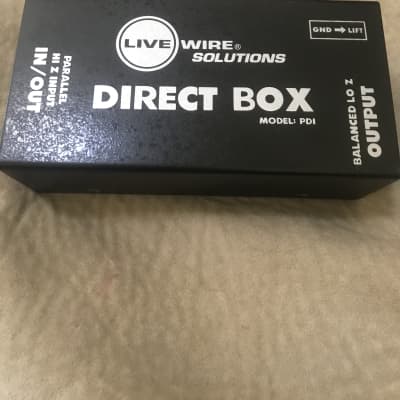 LIVE WIRE®
SOLUTIONS
GND → LIFT
PARALLEL
HI Z INPUT
IN/OUT
DIRECT BOX
MODEL: PDI
BALANCED LO Z
OUTPUT